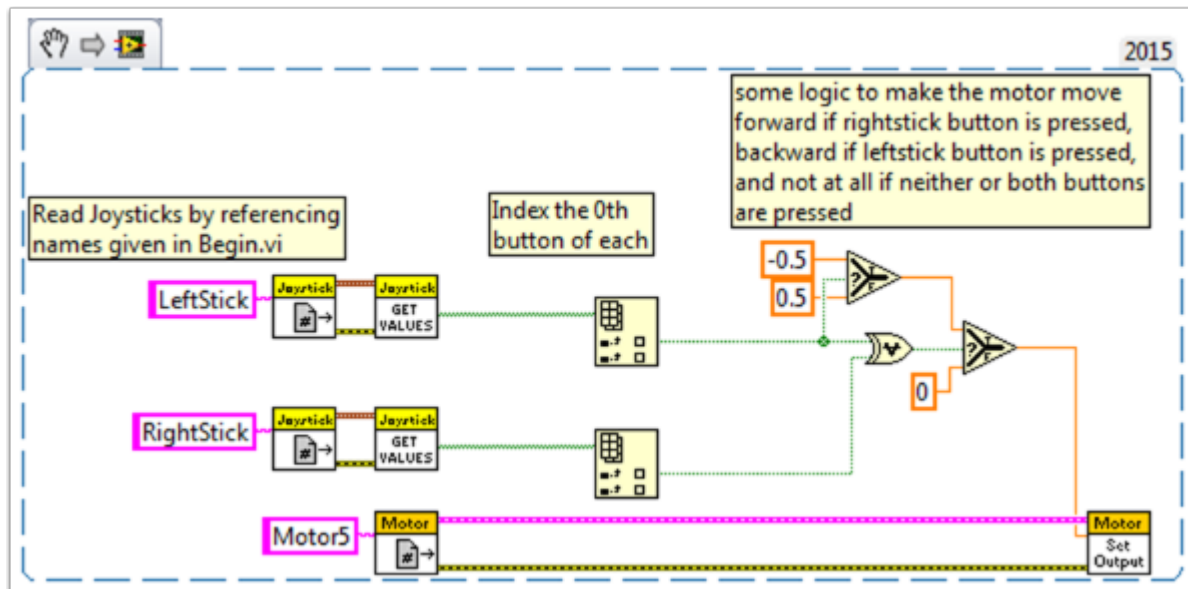 2015
some logic to make the motor move
forward if rightstick button is pressed,
backward if leftstick button is pressed,
and not at all if neither or both buttons
are pressed
Read Joysticks by referencing
names given in Begin.vi
Index the 0th
button of each
-0.5
0.5
LeftStick
Joystick
#
Joystick
GET
VALUES
?
T
F
?
T
F
0
RightStick
Joystick
#
Joystick
GET
VALUES
Motor5
Motor
#
Motor
Set
Output